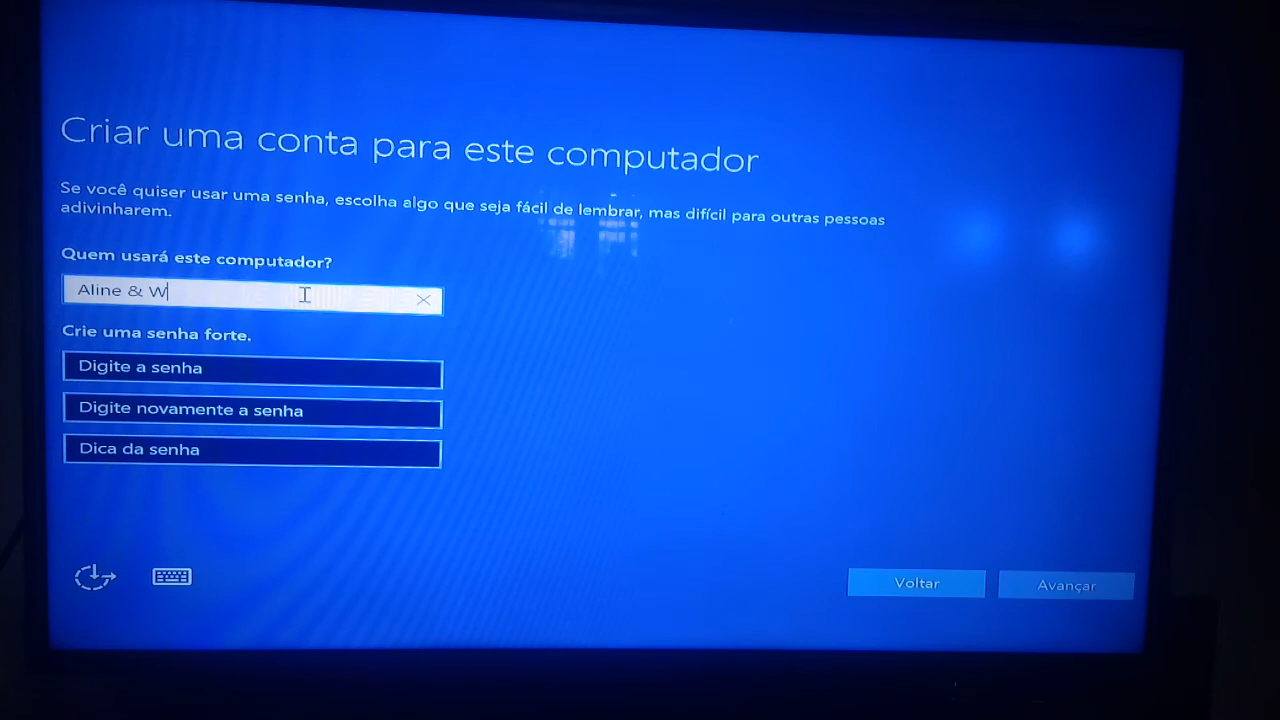 Criar uma conta para este computador
Se você quiser usar uma senha, escolha algo que seja fácil de lembrar, mas difícil para outras pessoas
adivinharem.
Quem usará este computador?
Aline & W
Crie uma senha forte.
Digite a senha
Digite novamente a senha
Dica da senha
Voltar
Avançar